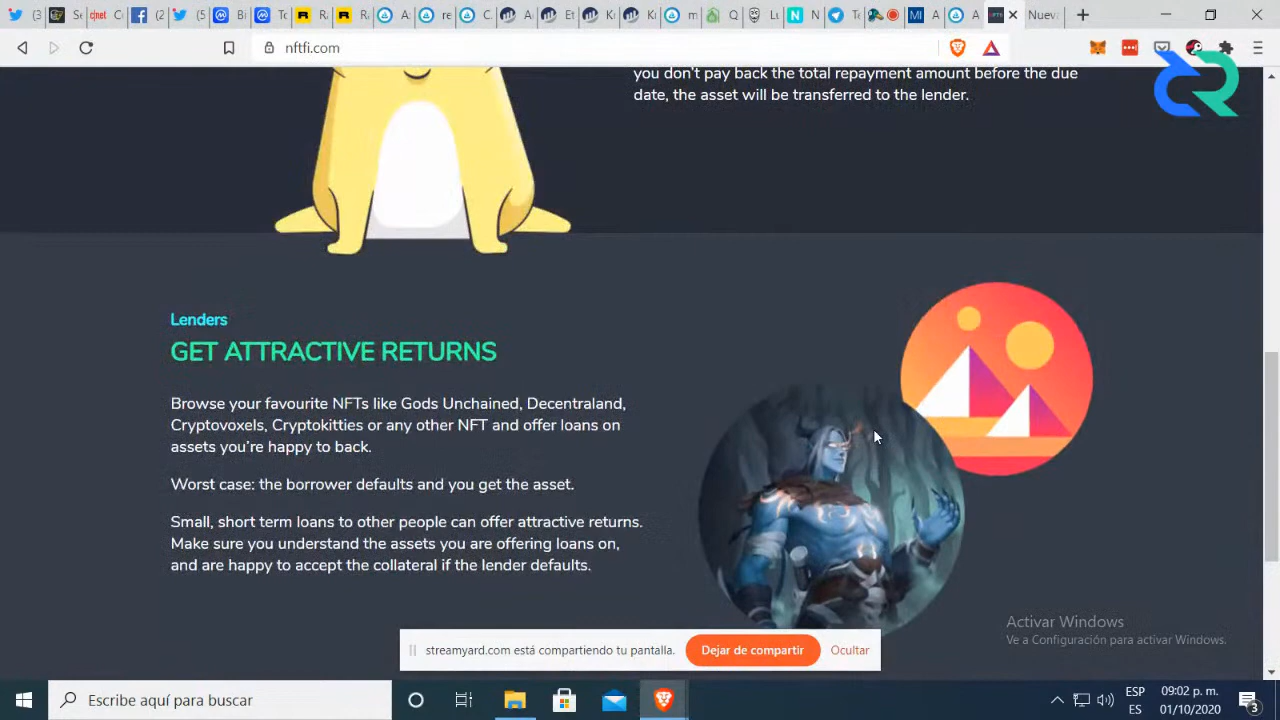 nftfi.com
you don't pay back the total repayment amount before the due
date, the asset will be transferred to the lender.
Lenders
GET ATTRACTIVE RETURNS
Browse your favourite NFTs like Gods Unchained, Decentraland,
Cryptovoxels, Cryptokitties or any other NFT and offer loans on
assets you're happy to back.
Worst case: the borrower defaults and you get the asset.
Small, short term loans to other people can offer attractive returns.
Make sure you understand the assets you are offering loans on,
and are happy to accept the collateral if the lender defaults.
Activar Windows
Ve a Configuración para activar Windows.
streamyard.com está compartiendo tu pantalla.
Dejar de compartir
Ocultar
Escribe aquí para buscar
ESP
ES
09:02 p. m.
01/10/2020
3